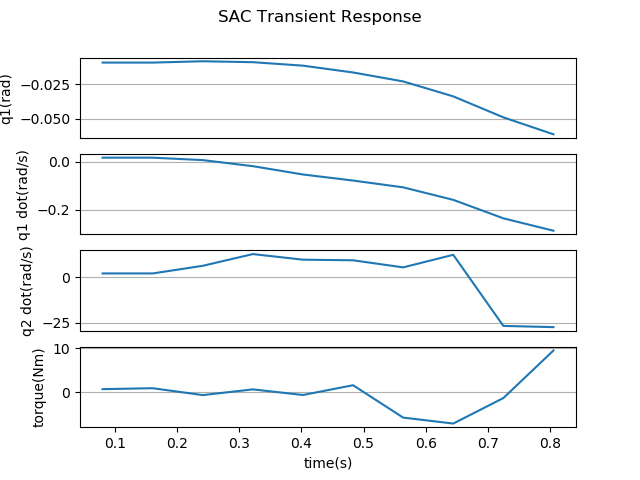 SAC Transient Response
q1(rad)
−0.025
−0.050
q1 dot(rad/s)
0.0
−0.2
q2 dot(rad/s)
0
−25
torque(Nm)
10
0
0.1 0.2 0.3 0.4 0.5 0.6 0.7 0.8
time(s)